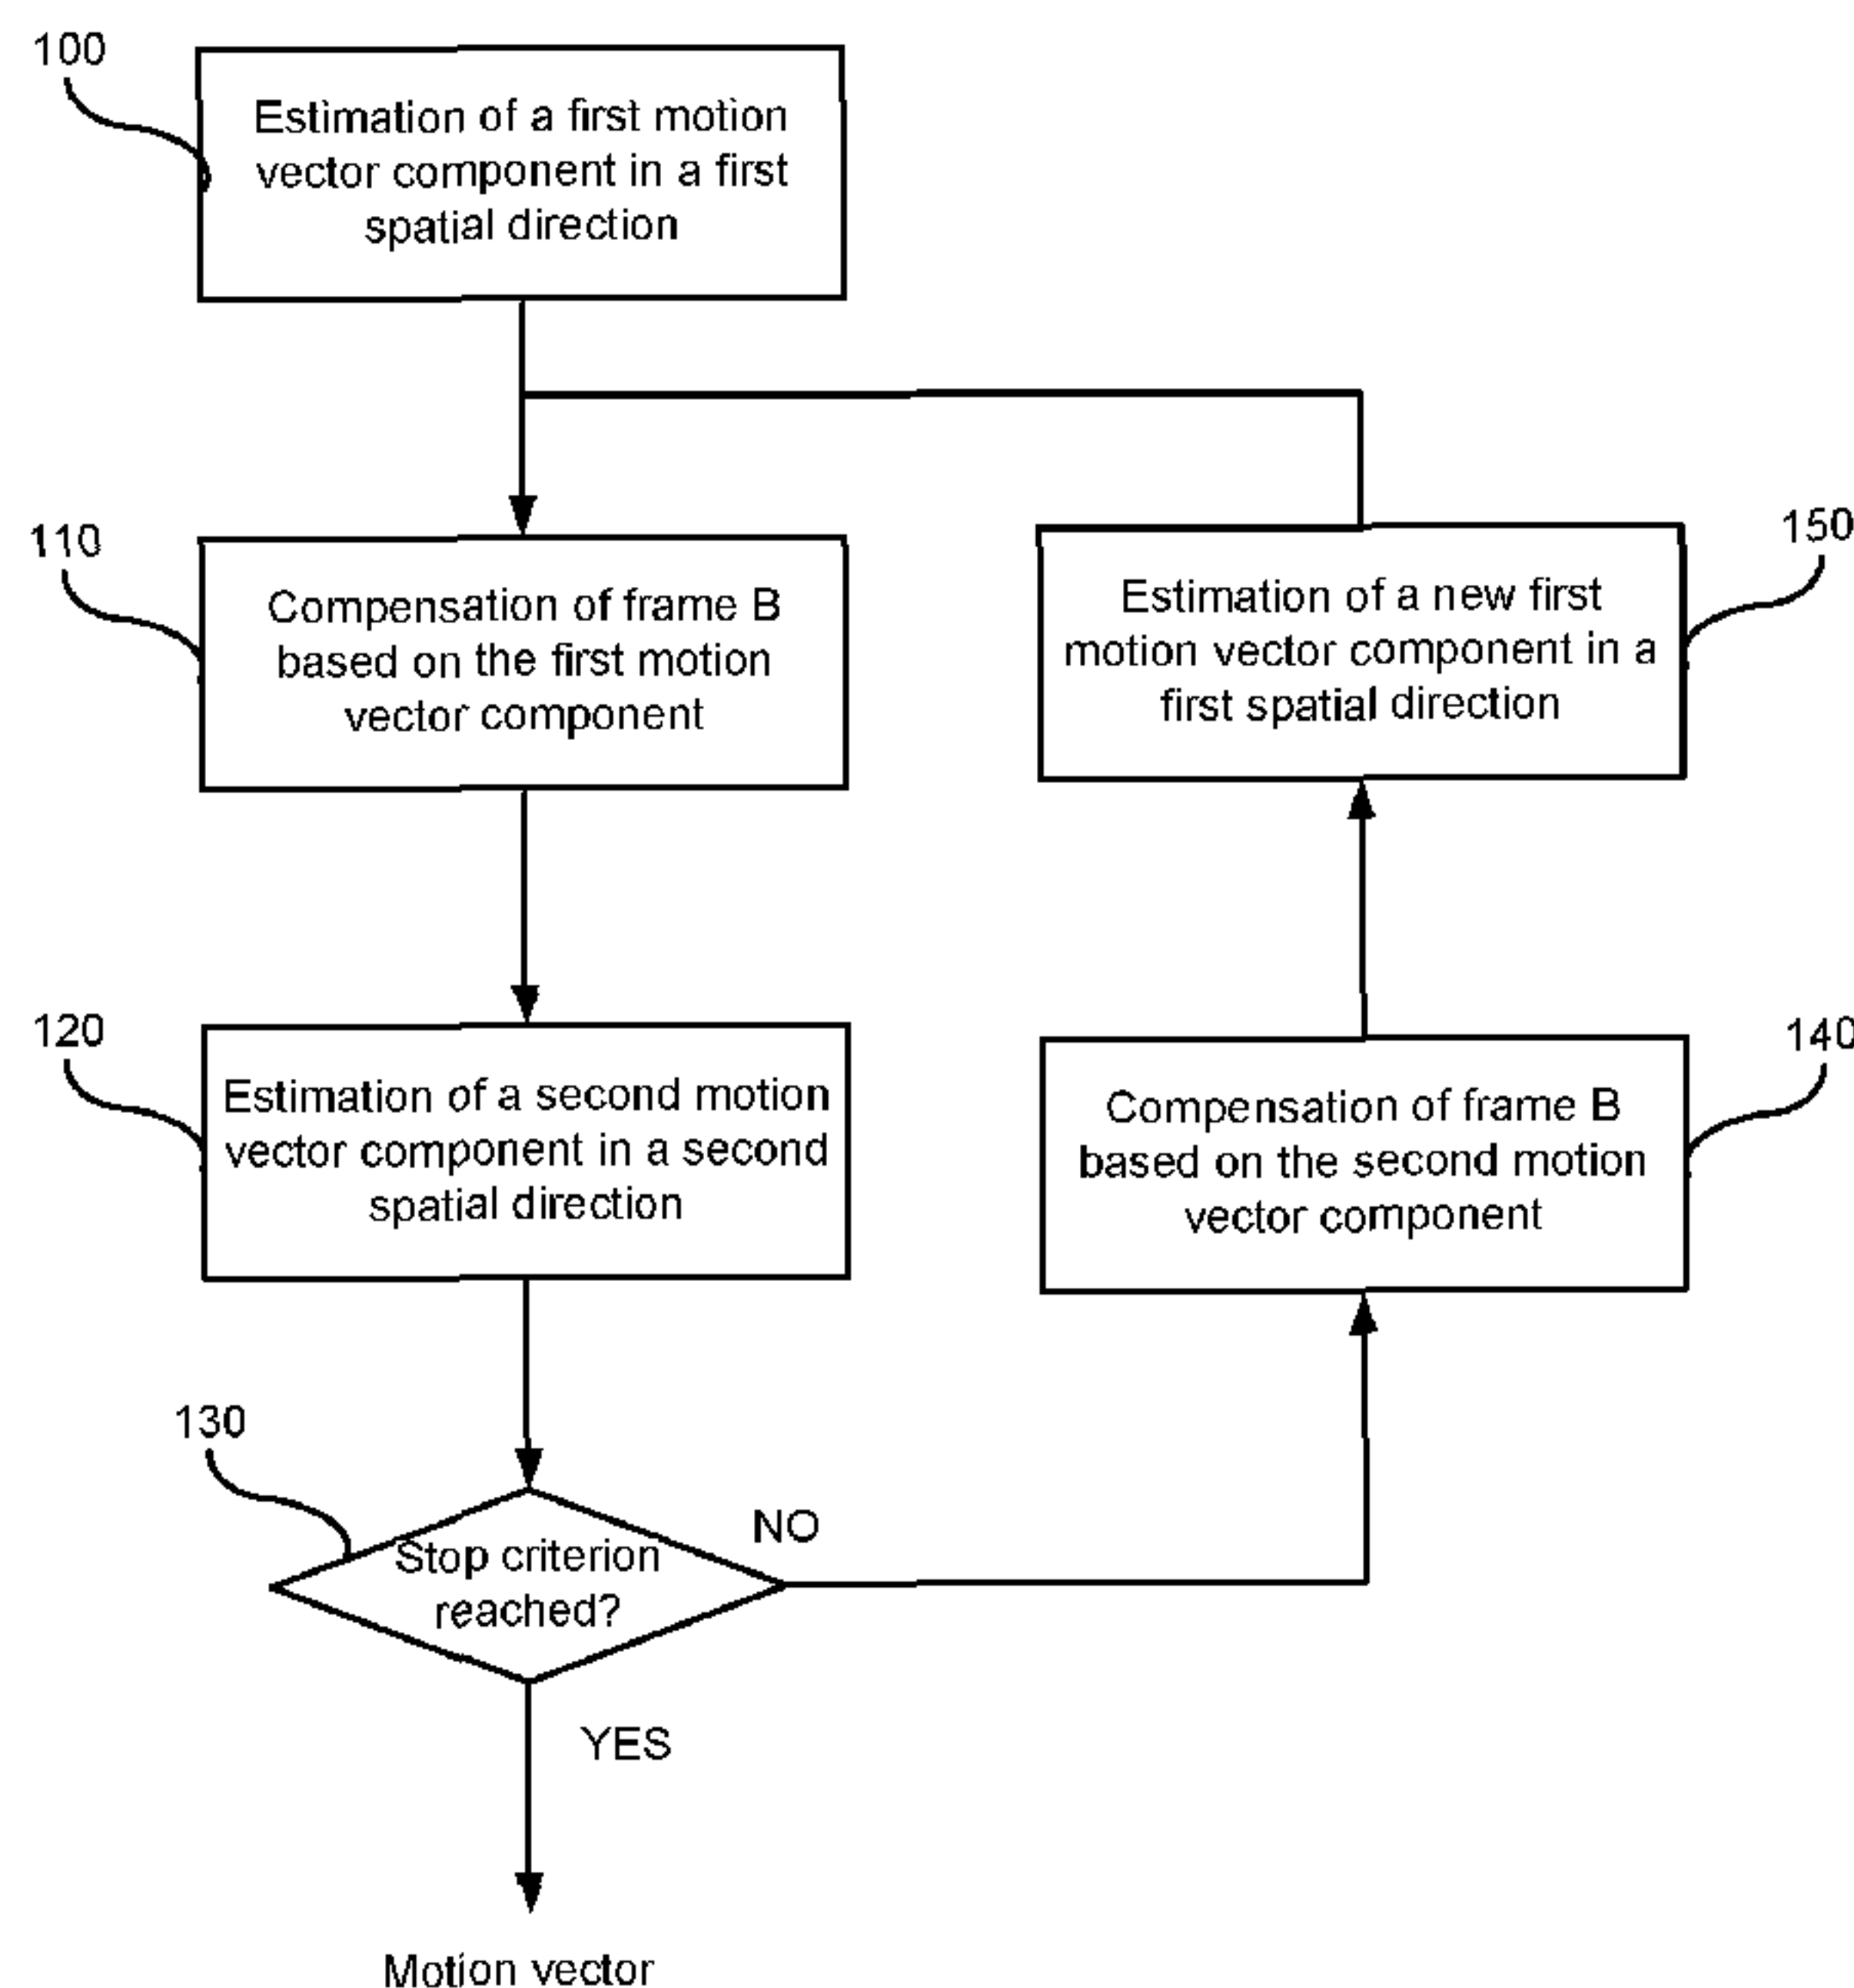 100
Estimation of a first motion
vector component in a first
spatial direction
110
Compensation of frame B
based on the first motion
vector component
150
Estimation of a new first
motion vector component in a
first spatial direction
120
Estimation of a second motion
vector component in a second
spatial direction
140
Compensation of frame B
based on the second motion
vector component
130
Stop criterion
reached?
NO
YES
Motion vector